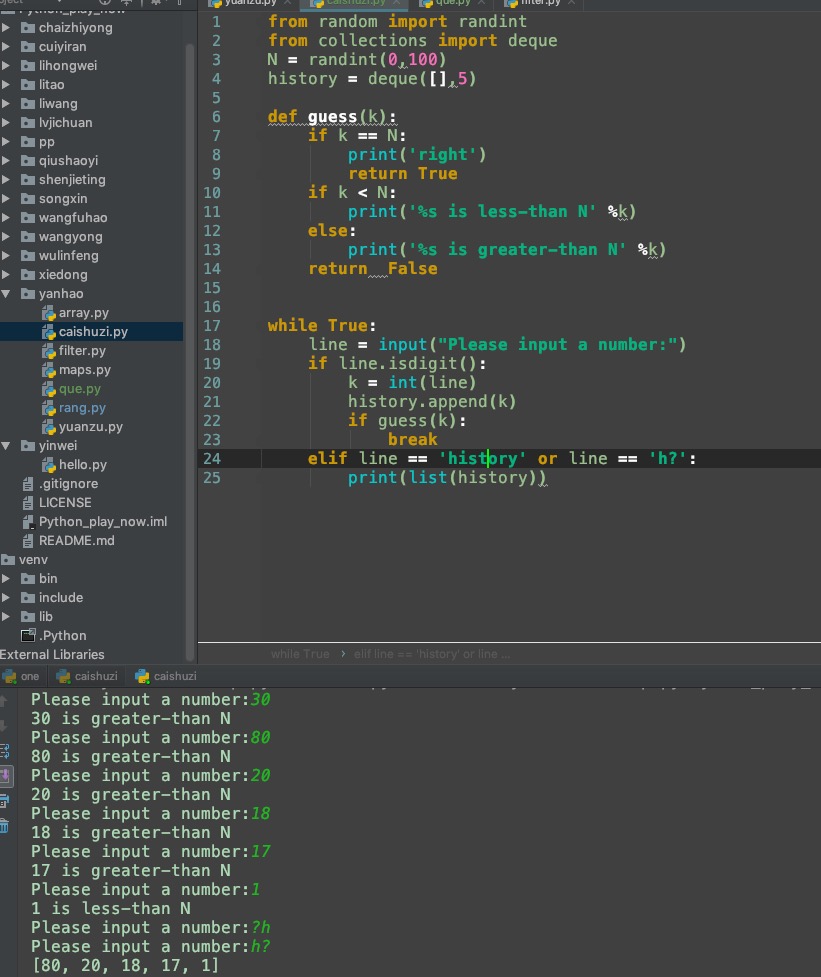 Python_play_now
chaizhiyong
cuiyiran
lihongwei
litao
liwang
lvjichuan
pp
qiushaoyi
shenjieting
songxin
wangfuhao
wangyong
wulinfeng
xiedong
yanhao
array.py
caishuzi.py
filter.py
maps.py
que.py
rang.py
yuanzu.py
yinwei
hello.py
.gitignore
LICENSE
Python_play_now.iml
README.md
venv
bin
include
lib
.Python
External Libraries
yuanzu.py caishuzi.py que.py filter.py
1 from random import randint
2 from collections import deque
3 N = randint(0,100)
4 history = deque([],5)
5
6 def guess(k):
7 if k == N:
8 print('right')
9 return True
10 if k < N:
11 print('%s is less-than N' %k)
12 else:
13 print('%s is greater-than N' %k)
14 return  False
15
16
17 while True:
18 line = input("Please input a number:")
19 if line.isdigit():
20 k = int(line)
21 history.append(k)
22 if guess(k):
23 break
24 elif line == 'history' or line == 'h?':
25 print(list(history))
while True › elif line == 'history' or line ...
one caishuzi caishuzi
Please input a number:30
30 is greater-than N
Please input a number:80
80 is greater-than N
Please input a number:20
20 is greater-than N
Please input a number:18
18 is greater-than N
Please input a number:17
17 is greater-than N
Please input a number:1
1 is less-than N
Please input a number:?h
Please input a number:h?
[80, 20, 18, 17, 1]